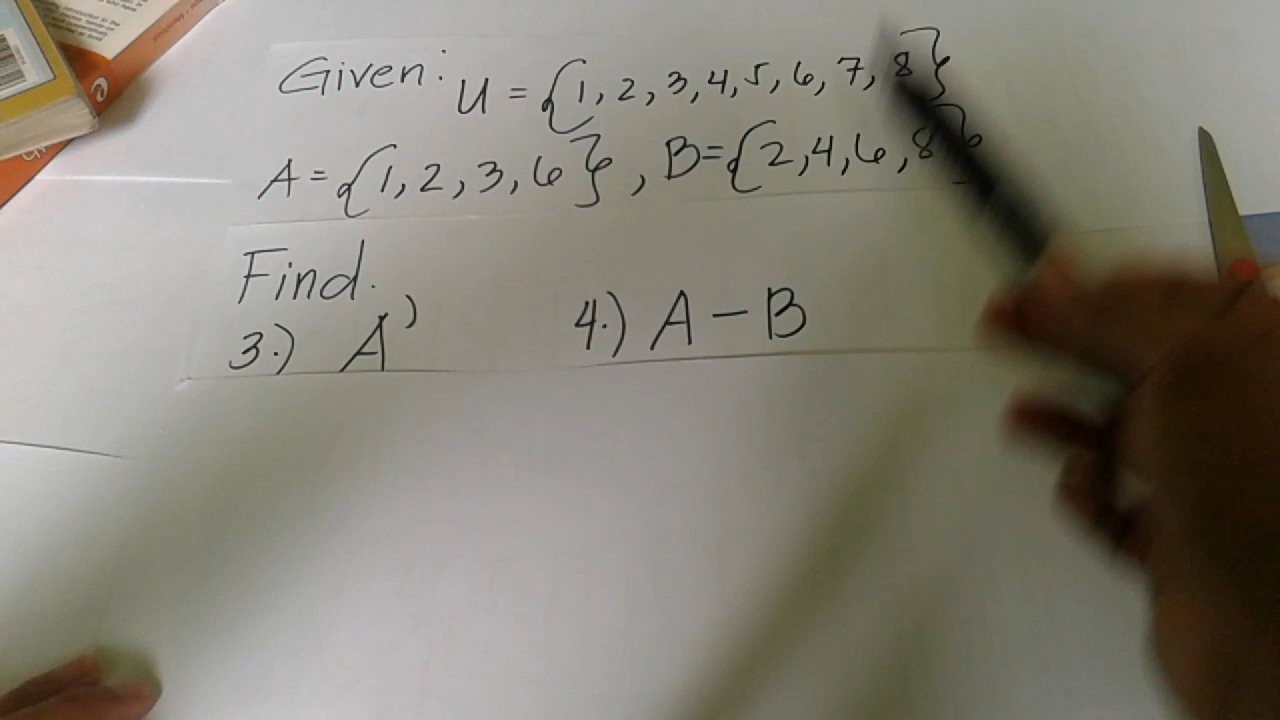 Given: U = {1, 2, 3, 4, 5, 6, 7, 8}
A = {1, 2, 3, 6}, B = {2, 4, 6, 8}
Find.
3.) A' 4.) A - B